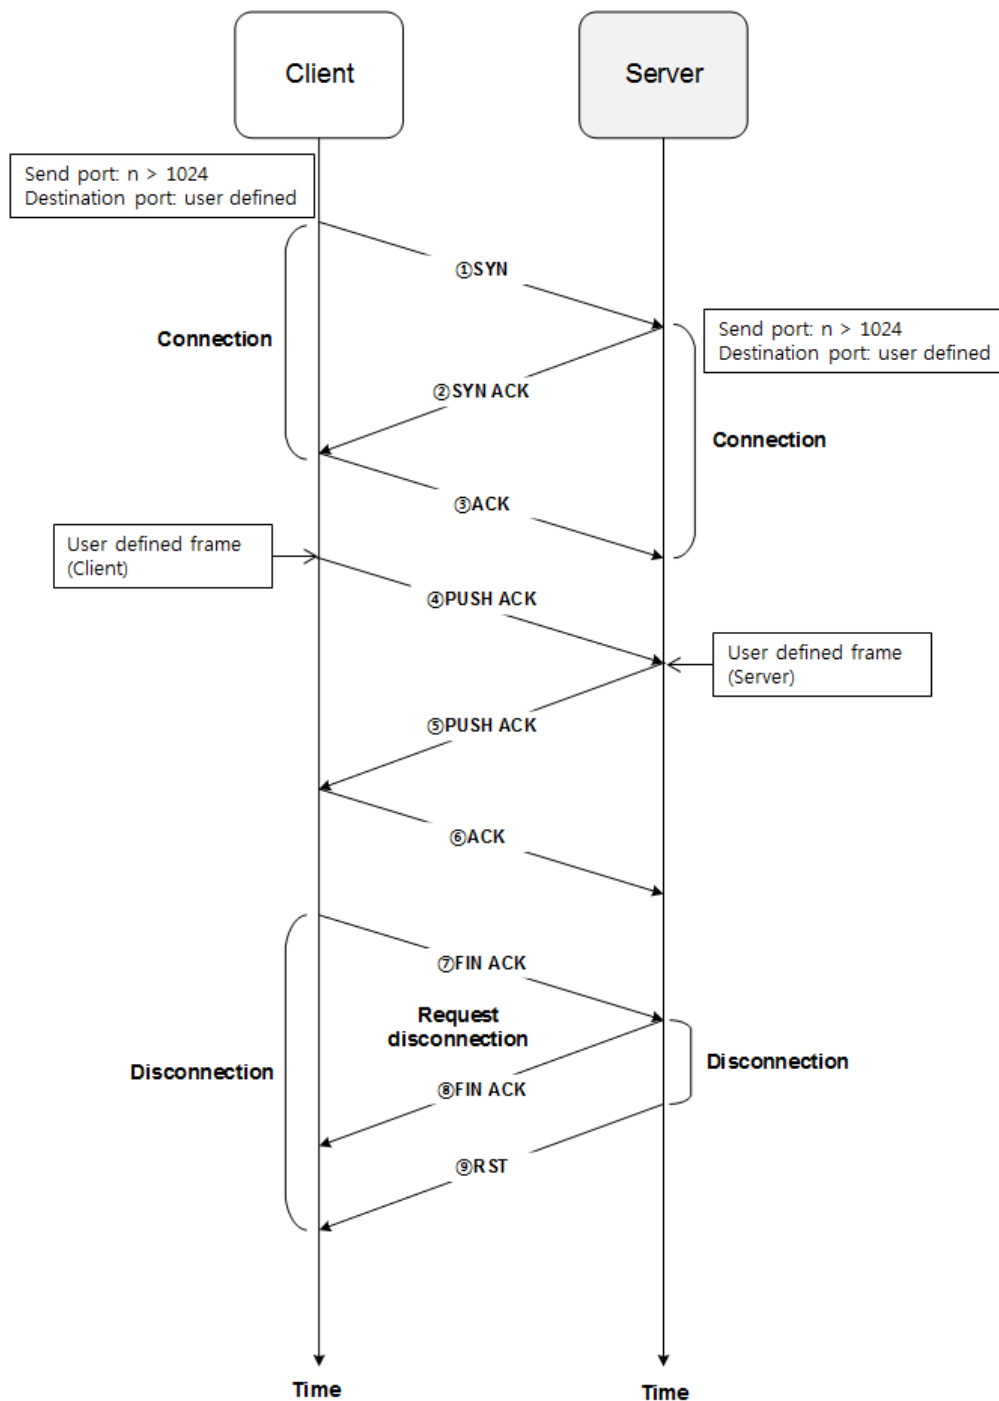 Client
Server
Send port: n > 1024
Destination port: user defined
①SYN
Connection
Send port: n > 1024
Destination port: user defined
②SYN ACK
Connection
③ACK
User defined frame
(Client)
④PUSH ACK
User defined frame
(Server)
⑤PUSH ACK
⑥ACK
⑦FIN ACK
Request
disconnection
Disconnection
Disconnection
⑧FIN ACK
⑨RST
Time
Time